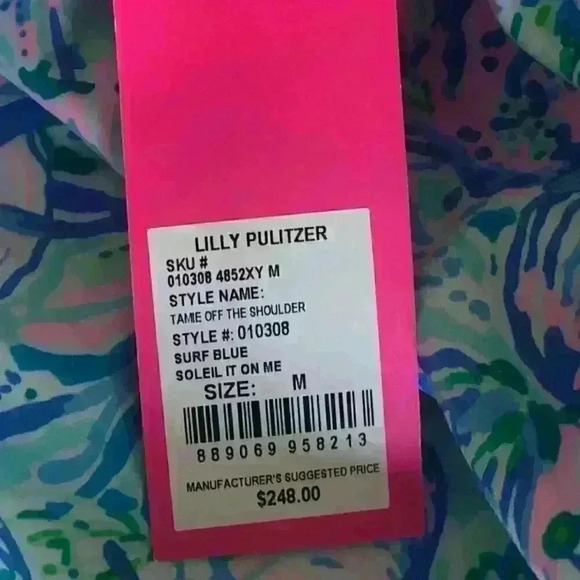 LILLY PULITZER
SKU #
010308 4852XY M
STYLE NAME:
TAMIE OFF THE SHOULDER
STYLE #: 010308
SURF BLUE
SOLEIL IT ON ME
SIZE: M
889069 958213
MANUFACTURER'S SUGGESTED PRICE
$248.00